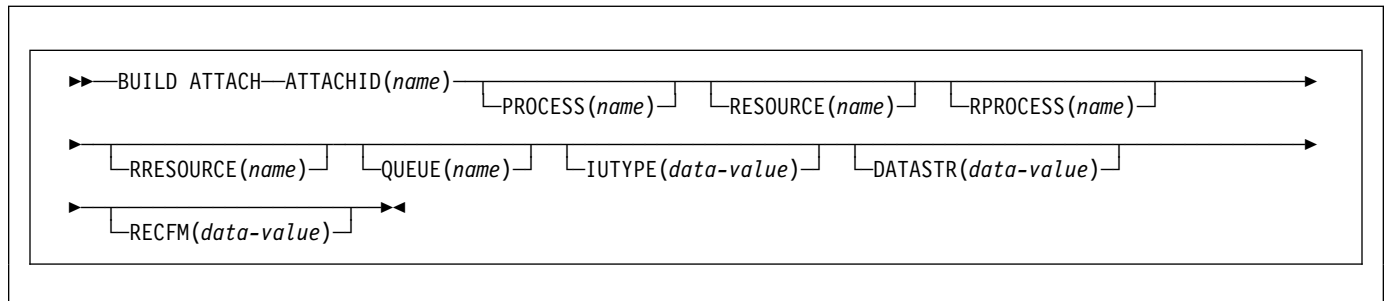 BUILD ATTACH ATTACHID(name)
PROCESS(name) RESOURCE(name) RPROCESS(name)
RRESOURCE(name) QUEUE(name) IUTYPE(data-value) DATASTR(data-value)
RECFM(data-value)